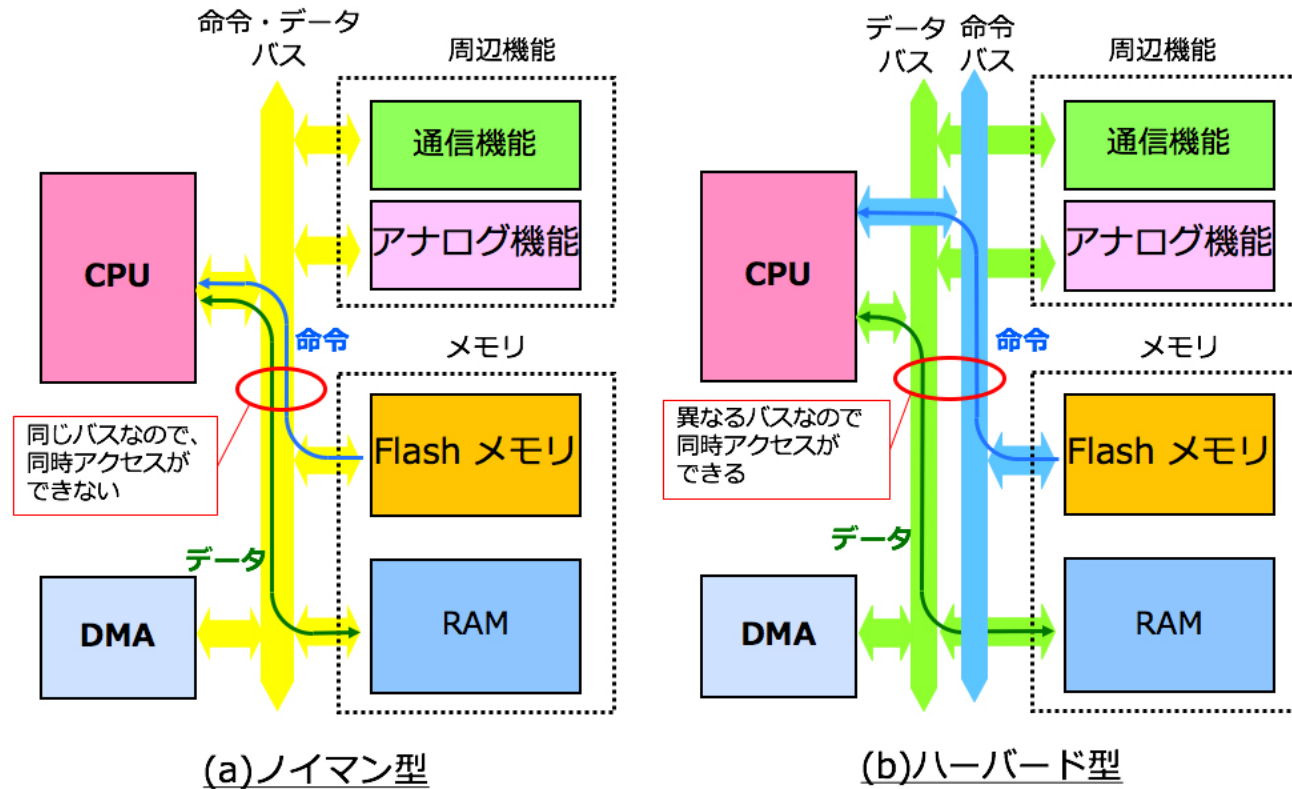 命令・データ
バス
周辺機能
通信機能
アナログ機能
CPU
命令
メモリ
同じバスなので、
同時アクセスが
できない
Flash メモリ
データ
DMA
RAM
(a)ノイマン型
データ
バス
命令
バス
周辺機能
通信機能
アナログ機能
CPU
命令
メモリ
異なるバスなので
同時アクセスが
できる
Flash メモリ
データ
DMA
RAM
(b)ハーバード型